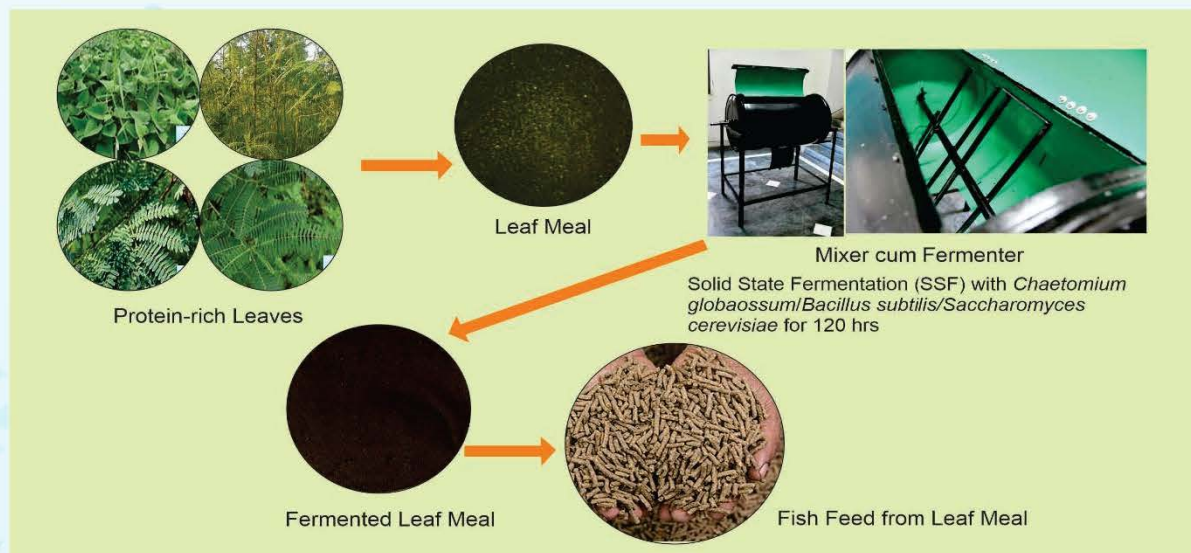 Protein-rich Leaves
Leaf Meal
Mixer cum Fermenter
Solid State Fermentation (SSF) with Chaetomium
globaossum/Bacillus subtilis/Saccharomyces
cerevisiae for 120 hrs
Fermented Leaf Meal
Fish Feed from Leaf Meal